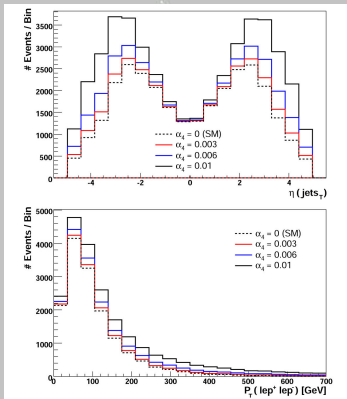 # Events / Bin
3500
3000
2500
2000
1500
1000
500
0
α₄ = 0 (SM)
α₄ = 0.003
α₄ = 0.006
α₄ = 0.01
-4 -2 0 2 4
η (jets_T)
# Events / Bin
5000
4000
3000
2000
1000
0
α₄ = 0 (SM)
α₄ = 0.003
α₄ = 0.006
α₄ = 0.01
0 100 200 300 400 500 600 700
P_T (lep⁺ lep⁻) [GeV]